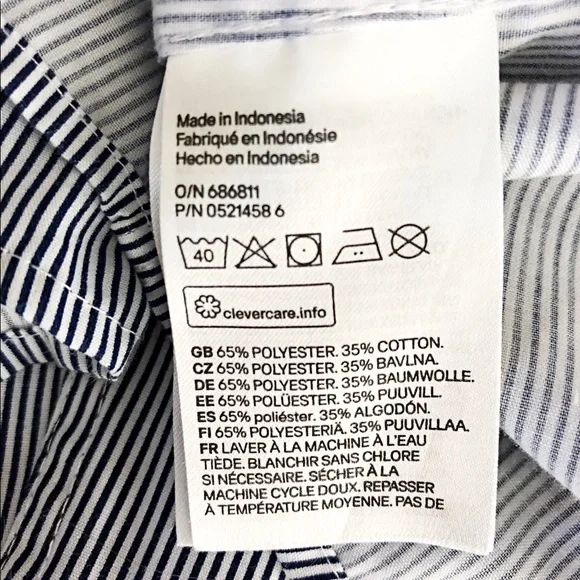 Made in Indonesia
Fabriqué en Indonésie
Hecho en Indonesia
O/N 686811
P/N 0521458 6
40
clevercare.info
GB 65% POLYESTER. 35% COTTON.
CZ 65% POLYESTER. 35% BAVLNA.
DE 65% POLYESTER. 35% BAUMWOLLE.
EE 65% POLÜESTER. 35% PUUVILL.
ES 65% poliéster. 35% ALGODÓN.
FI 65% POLYESTERIÄ. 35% PUUVILLAA.
FR LAVER À LA MACHINE À L'EAU
TIÈDE. BLANCHIR SANS CHLORE
SI NÉCESSAIRE. SÉCHER À LA
MACHINE CYCLE DOUX. REPASSER
À TEMPÉRATURE MOYENNE. PAS DE